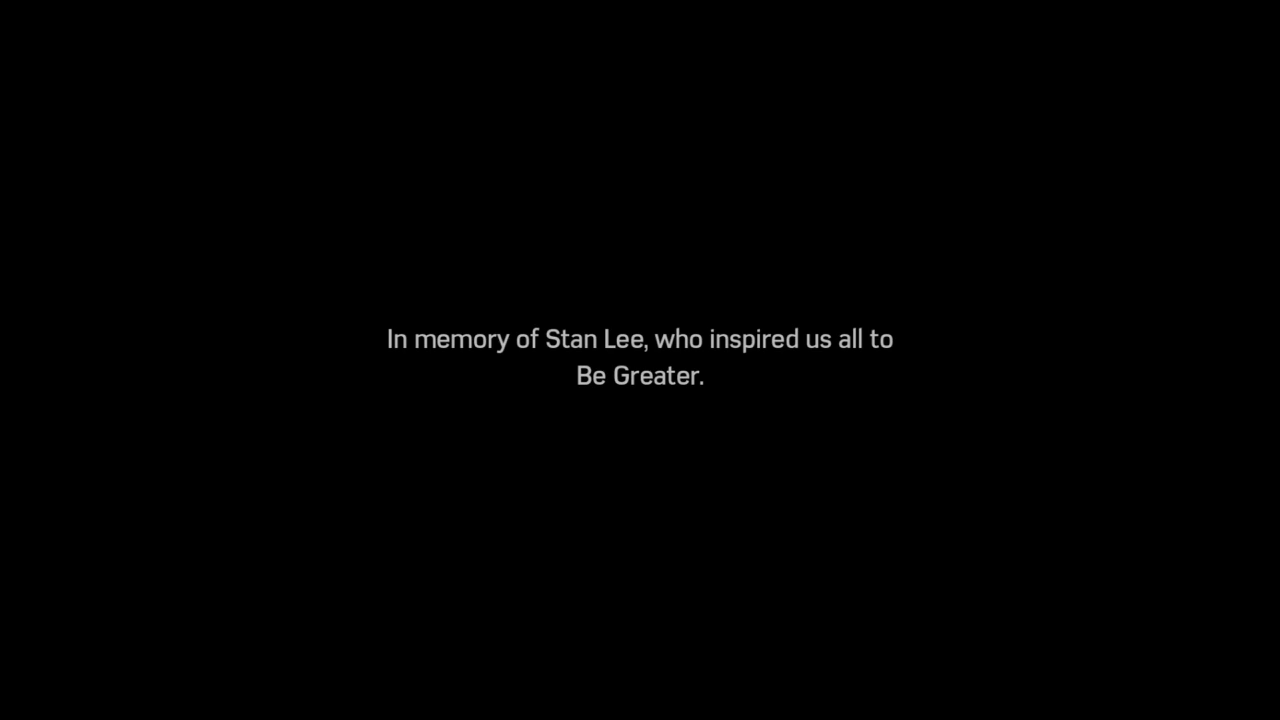 In memory of Stan Lee, who inspired us all to
Be Greater.